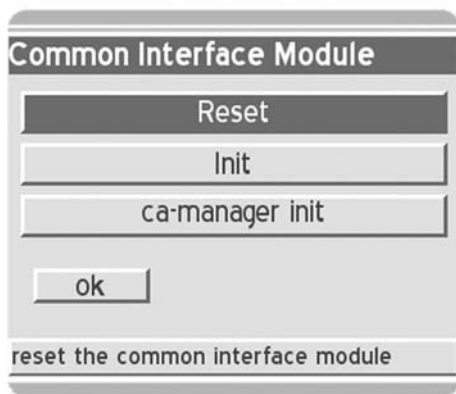 Common Interface Module
Reset
Init
ca-manager init
ok
reset the common interface module